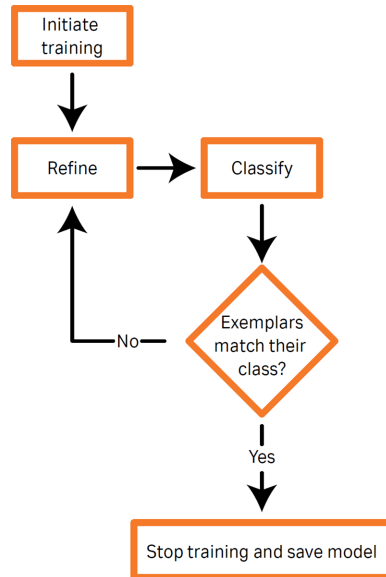 Initiate
training
Refine
Classify
Exemplars
match their
class?
No
Yes
Stop training and save model